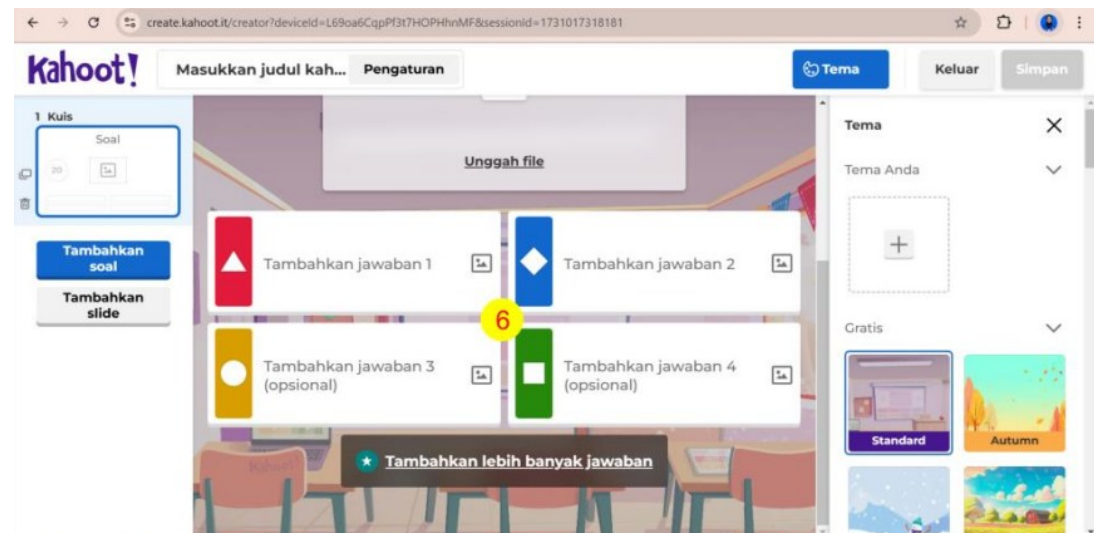 create.kahoot.it/creator?deviceId=L69oa6CqpPf3t7HOPHhnMF&sessionId=1731017318181
Kahoot!
Masukkan judul kah...
Pengaturan
Tema
Keluar
Simpan
1 Kuis
Soal
20
Tambahkan
soal
Tambahkan
slide
Unggah file
Tambahkan jawaban 1
Tambahkan jawaban 2
6
Tambahkan jawaban 3
(opsional)
Tambahkan jawaban 4
(opsional)
Tambahkan lebih banyak jawaban
Tema
Tema Anda
Gratis
Standard
Autumn